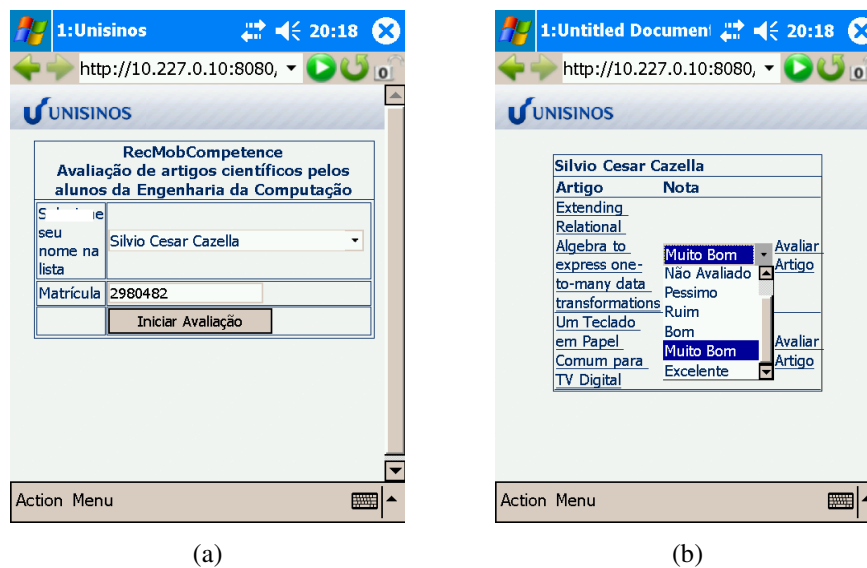 1:Unisinos 20:18
http://10.227.0.10:8080,
UNISINOS
RecMobCompetence
Avaliação de artigos científicos pelos
alunos da Engenharia da Computação
seu
nome na
lista
Silvio Cesar Cazella
Matrícula 2980482
Iniciar Avaliação
Action Menu
(a)
1:Untitled Documen 20:18
http://10.227.0.10:8080,
UNISINOS
Silvio Cesar Cazella
Artigo Nota
Extending
Relational
Algebra to
express one-
to-many data
transformations
Muito Bom
Avaliar
Artigo
Não Avaliado
Pessimo
Ruim
Bom
Muito Bom
Excelente
Um Teclado
em Papel
Comum para
TV Digital
Avaliar
Artigo
Action Menu
(b)